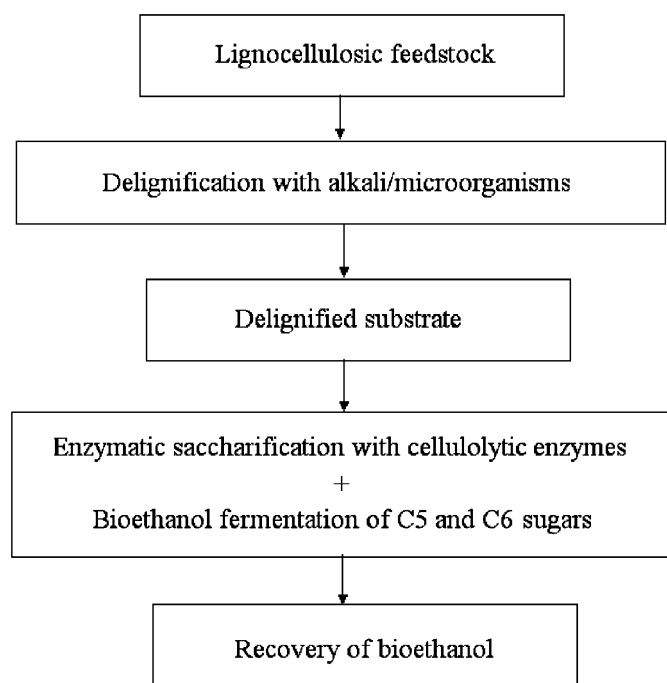 Lignocellulosic feedstock
Delignification with alkali/microorganisms
Delignified substrate
Enzymatic saccharification with cellulolytic enzymes
+
Bioethanol fermentation of C5 and C6 sugars
Recovery of bioethanol